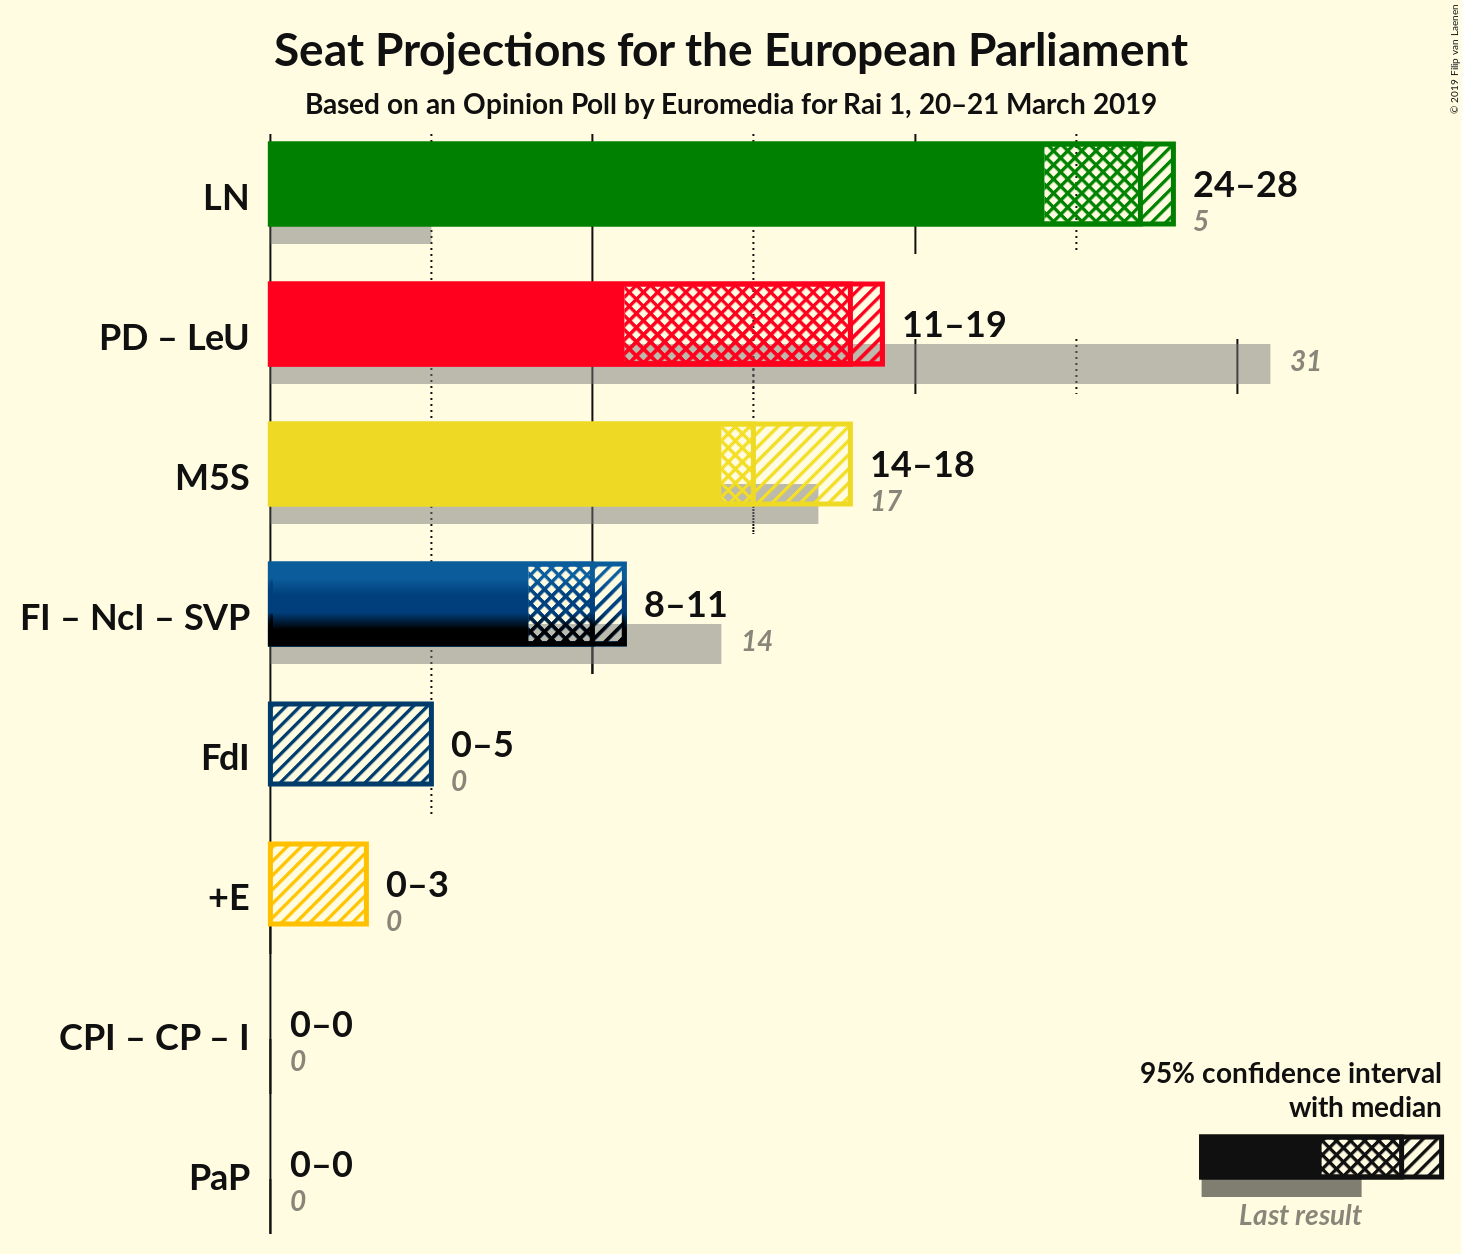 Seat Projections for the European Parliament
Based on an Opinion Poll by Euromedia for Rai 1, 20–21 March 2019
© 2019 Filip van Laenen
LN
24–28
5
PD – LeU
11–19
31
M5S
14–18
17
FI – NcI – SVP
8–11
14
FdI
0–5
0
+E
0–3
0
CPI – CP – I
0–0
0
PaP
0–0
0
95% confidence interval
with median
Last result